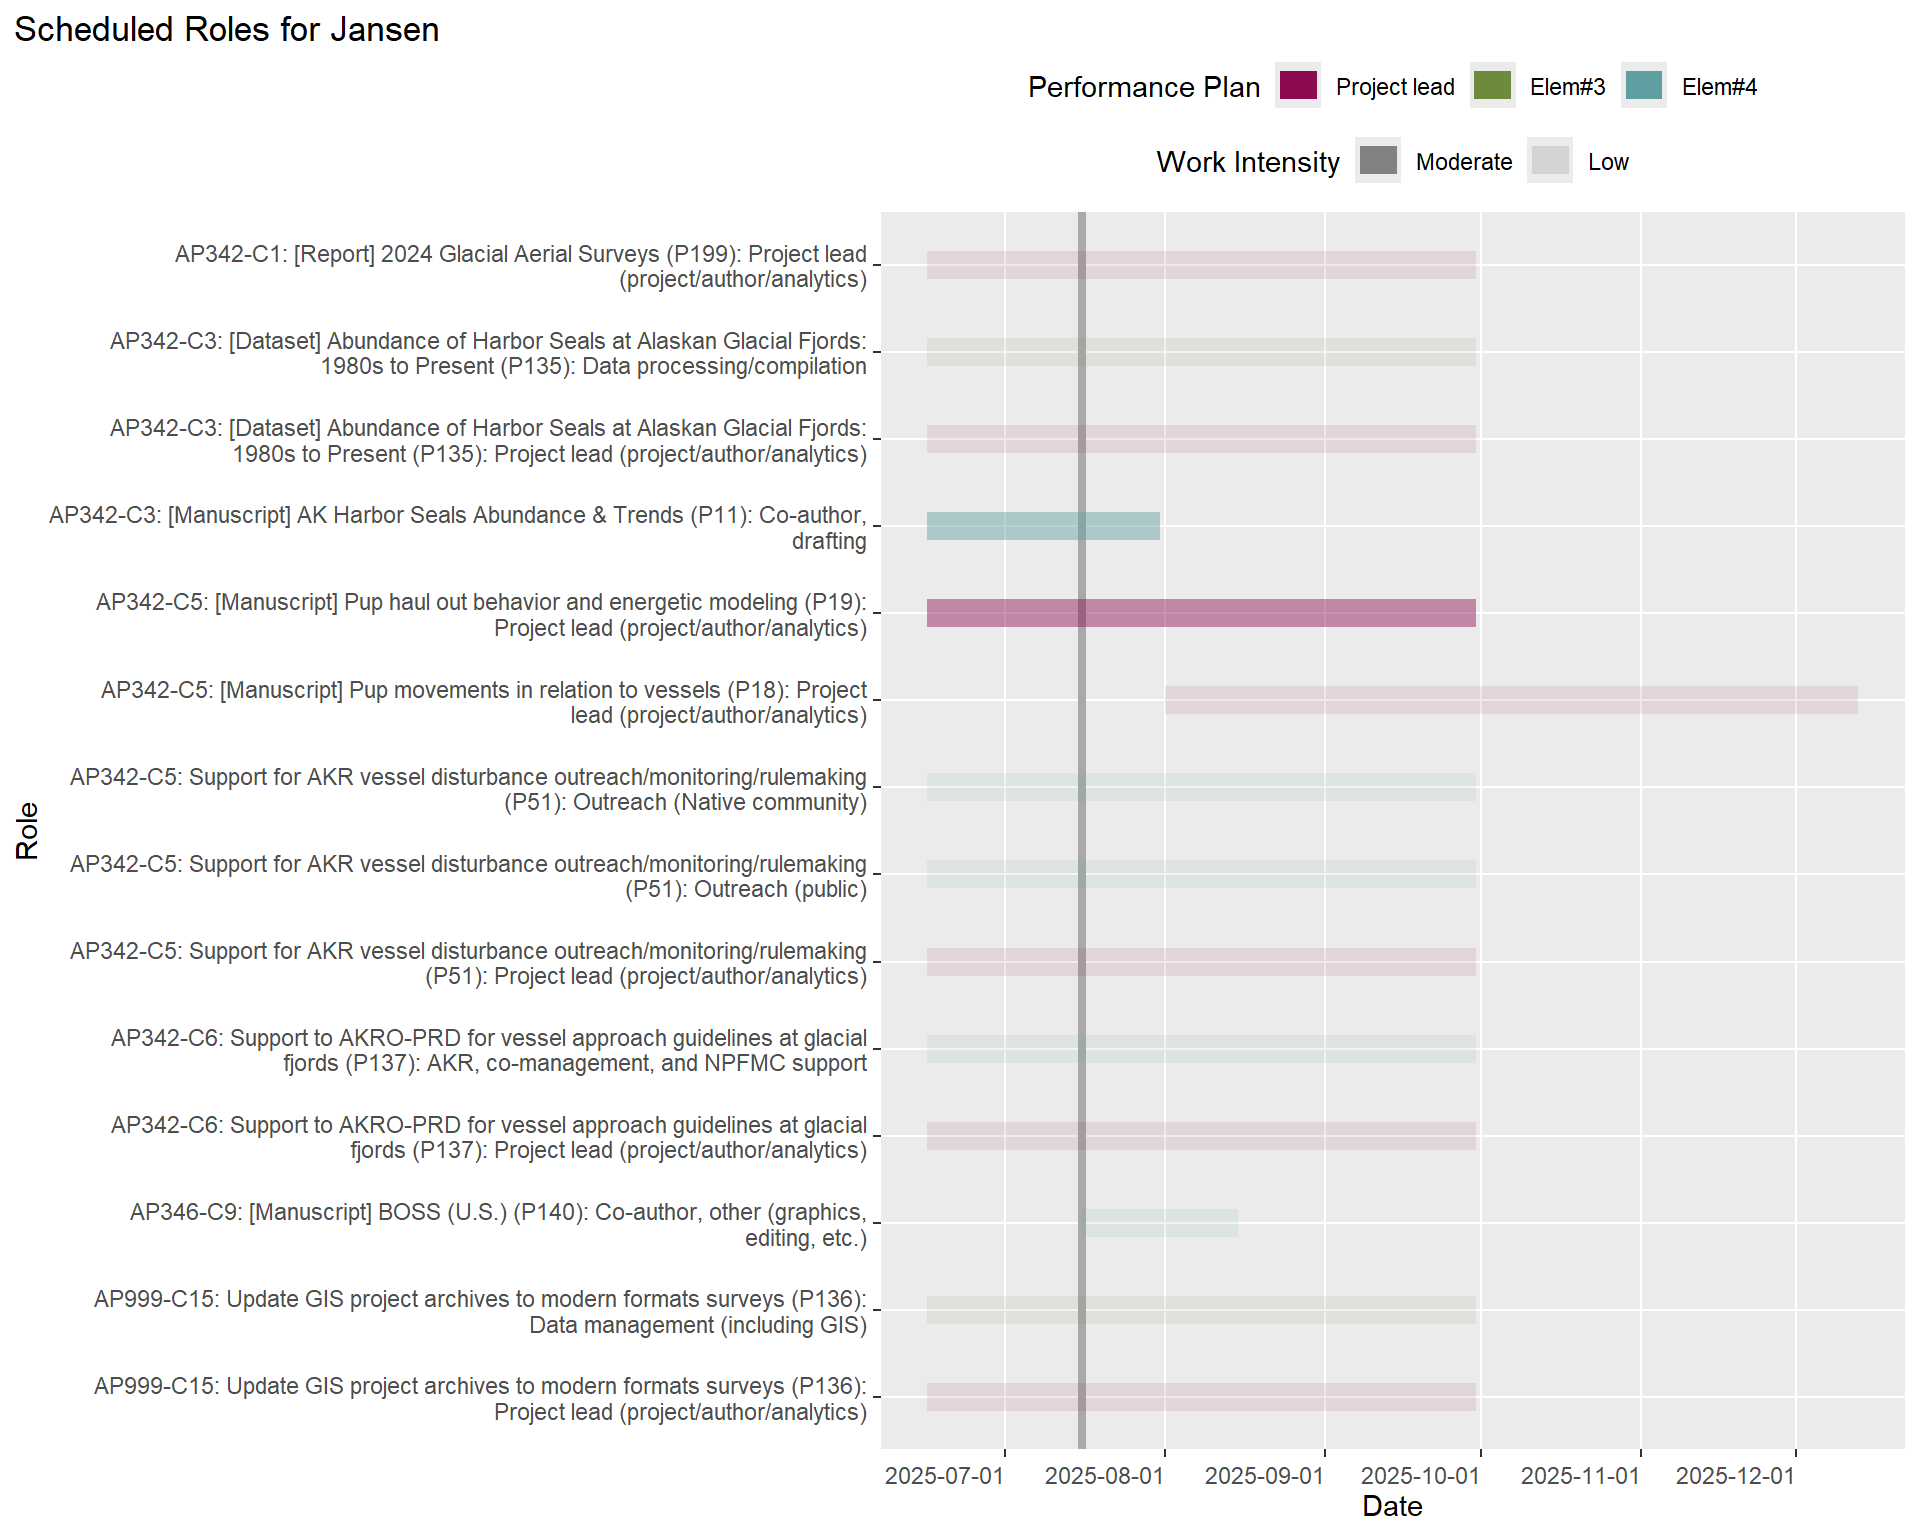 Scheduled Roles for Jansen
Performance Plan Project lead Elem#3 Elem#4
Work Intensity Moderate Low
AP342-C1: [Report] 2024 Glacial Aerial Surveys (P199): Project lead
(project/author/analytics)
AP342-C3: [Dataset] Abundance of Harbor Seals at Alaskan Glacial Fjords:
1980s to Present (P135): Data processing/compilation
AP342-C3: [Dataset] Abundance of Harbor Seals at Alaskan Glacial Fjords:
1980s to Present (P135): Project lead (project/author/analytics)
AP342-C3: [Manuscript] AK Harbor Seals Abundance & Trends (P11): Co-author,
drafting
AP342-C5: [Manuscript] Pup haul out behavior and energetic modeling (P19):
Project lead (project/author/analytics)
AP342-C5: [Manuscript] Pup movements in relation to vessels (P18): Project
lead (project/author/analytics)
AP342-C5: Support for AKR vessel disturbance outreach/monitoring/rulemaking
(P51): Outreach (Native community)
AP342-C5: Support for AKR vessel disturbance outreach/monitoring/rulemaking
(P51): Outreach (public)
AP342-C5: Support for AKR vessel disturbance outreach/monitoring/rulemaking
(P51): Project lead (project/author/analytics)
AP342-C6: Support to AKRO-PRD for vessel approach guidelines at glacial
fjords (P137): AKR, co-management, and NPFMC support
AP342-C6: Support to AKRO-PRD for vessel approach guidelines at glacial
fjords (P137): Project lead (project/author/analytics)
AP346-C9: [Manuscript] BOSS (U.S.) (P140): Co-author, other (graphics,
editing, etc.)
AP999-C15: Update GIS project archives to modern formats surveys (P136):
Data management (including GIS)
AP999-C15: Update GIS project archives to modern formats surveys (P136):
Project lead (project/author/analytics)
Role
2025-07-01 2025-08-01 2025-09-01 2025-10-01 2025-11-01 2025-12-01
Date